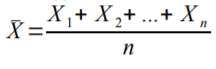 X̄ = (X₁ + X₂ + ... + Xₙ) / n